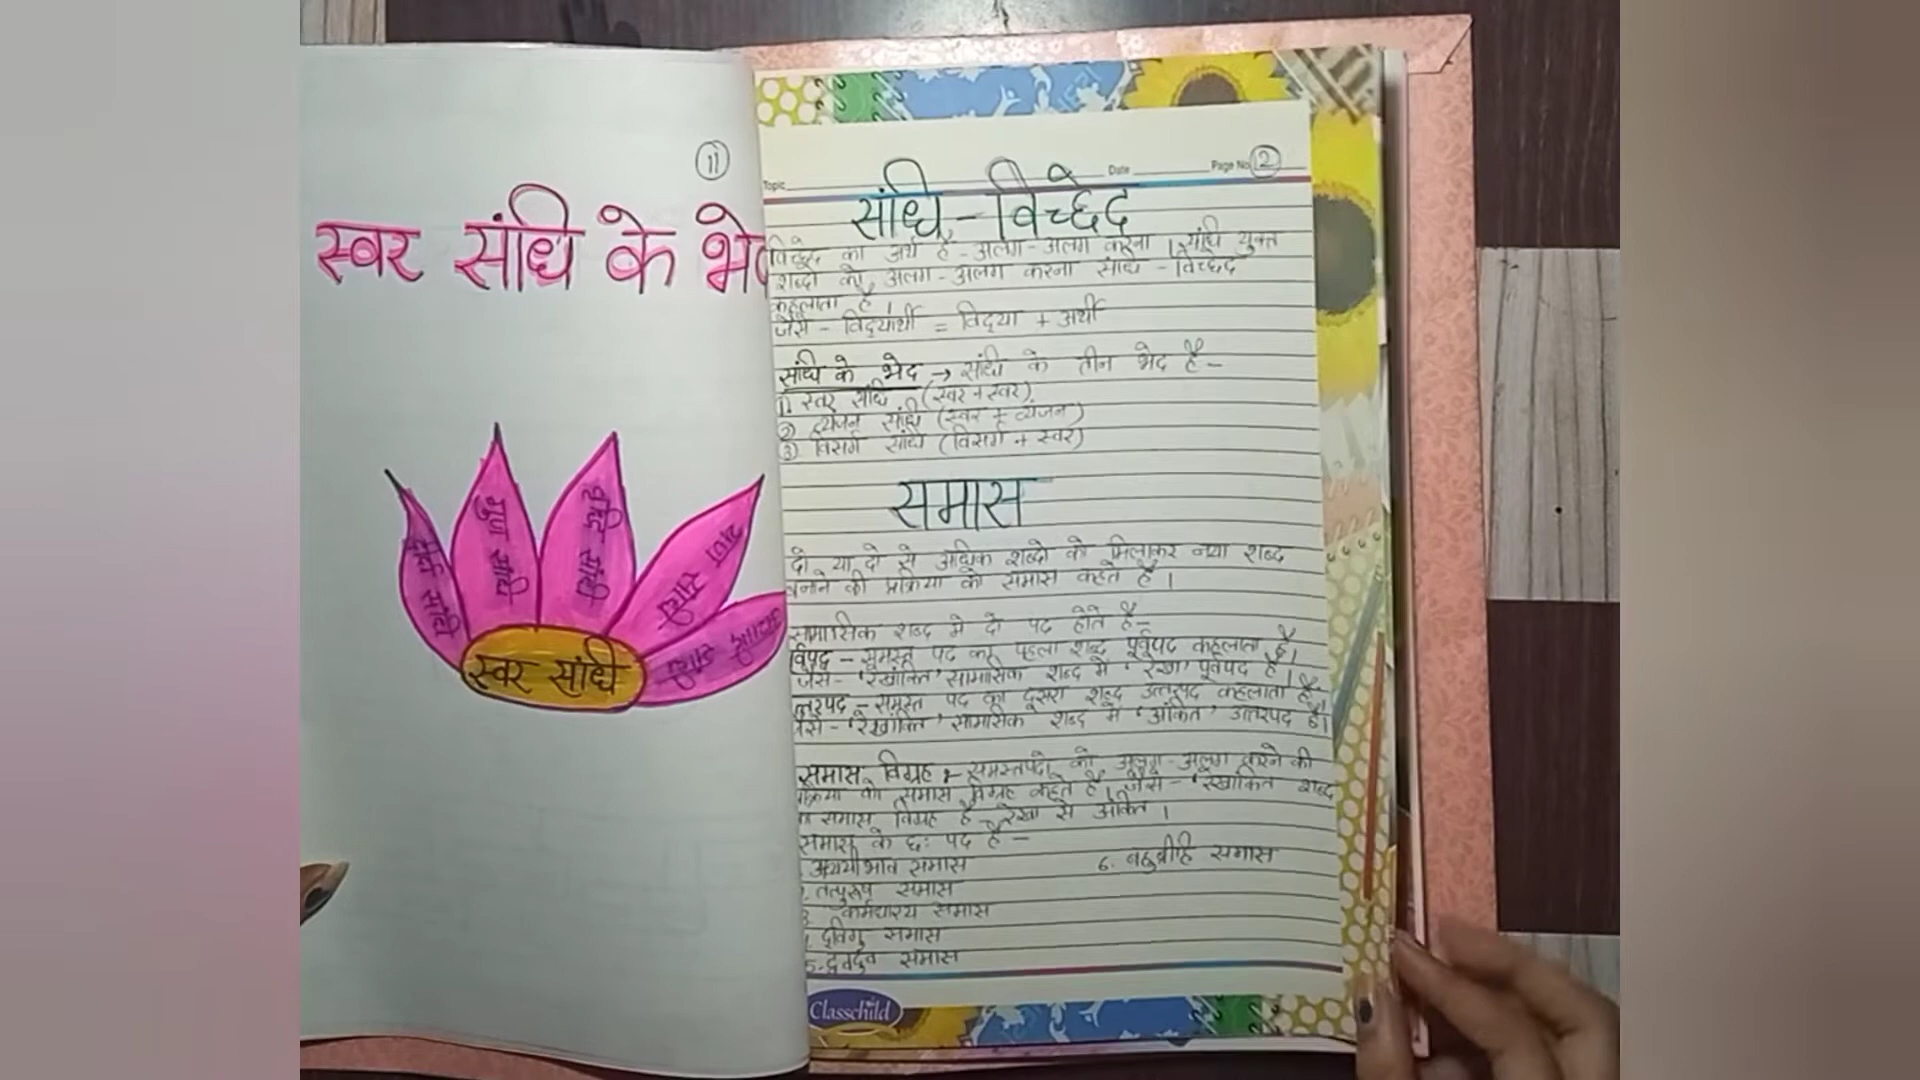 11
स्वर संधि के भे
दीर्घ संधि
गुण संधि
वृद्धि संधि
यण संधि
संधि
स्वर संधि
Topic
Date
Page No. 12
संधि - विच्छेद
विच्छेद का अर्थ है - अलग-अलग करना । संधि युक्त
शब्दो को अलग-अलग करना संधि - विच्छेद
कहलाता है ।
जैसे - विद्यार्थी = विद्या + अर्थी
संधि के भेद → संधि के तीन भेद है -
1. स्वर संधि (स्वर + स्वर)
2 व्यंजन संधि (स्वर + व्यंजन)
3 विसर्ग संधि (विसर्ग + स्वर)
समास
दो या दो से अधिक शब्दो को मिलाकर नया शब्द
बनाने की प्रक्रिया को समास कहते है ।
सामासिक शब्द मे दो पद होते है -
र्वपद - समस्त पद का पहला शब्द पूर्वपद कहलाता है।
जैसे - 'रेखांकित' सामासिक शब्द में 'रेखा' पूर्वपद है।
त्तरपद - समस्त पद का दूसरा शब्द उत्तरपद कहलाता है।
जैसे - 'रेखांकित' सामासिक शब्द में 'अंकित' उत्तरपद है।
समास विग्रह - समस्तपदो को अलग-अलग करने की
प्रक्रिया को समास विग्रह कहते है। जैसे - 'रेखांकित शब्द
समास विग्रह है - रेखा से अंकित ।
समास के छः पद है -
अव्ययीभाव समास
6. बहुब्रीहि समास
2. तत्पुरूष समास
3. कर्मधारय समास
4. द्विगु समास
5. द्वंद्व समास
Classchild